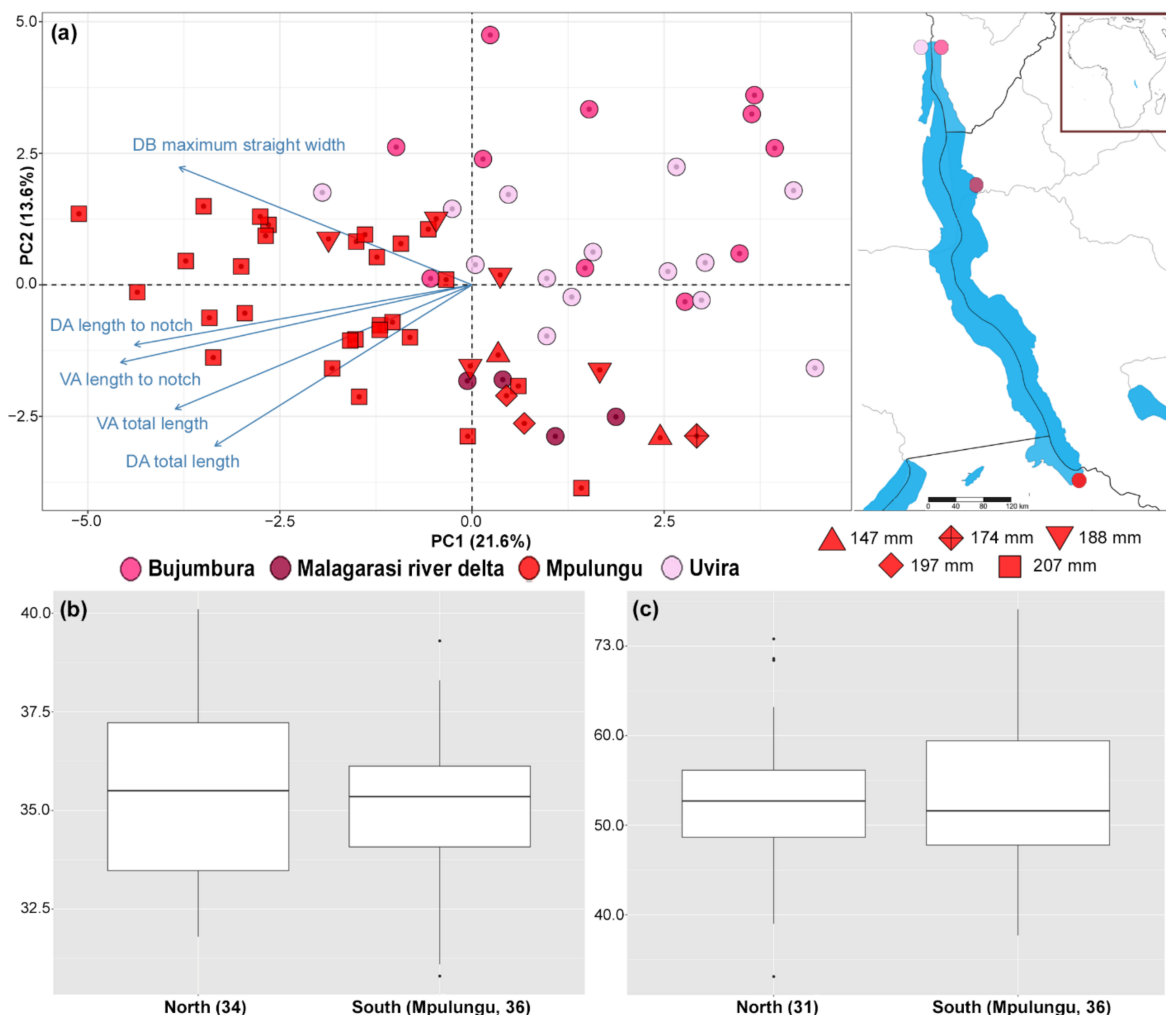 (a)
5.0
2.5
0.0
−2.5
PC2 (13.6%)
DB maximum straight width
DA length to notch
VA length to notch
VA total length
DA total length
−5.0 −2.5 0.0 2.5
PC1 (21.6%)
0 40 80 120 km
Bujumbura Malagarasi river delta Mpulungu Uvira
147 mm 174 mm 188 mm
197 mm 207 mm
(b)
40.0
37.5
35.0
32.5
North (34) South (Mpulungu, 36)
(c)
73.0
60.0
50.0
40.0
North (31) South (Mpulungu, 36)